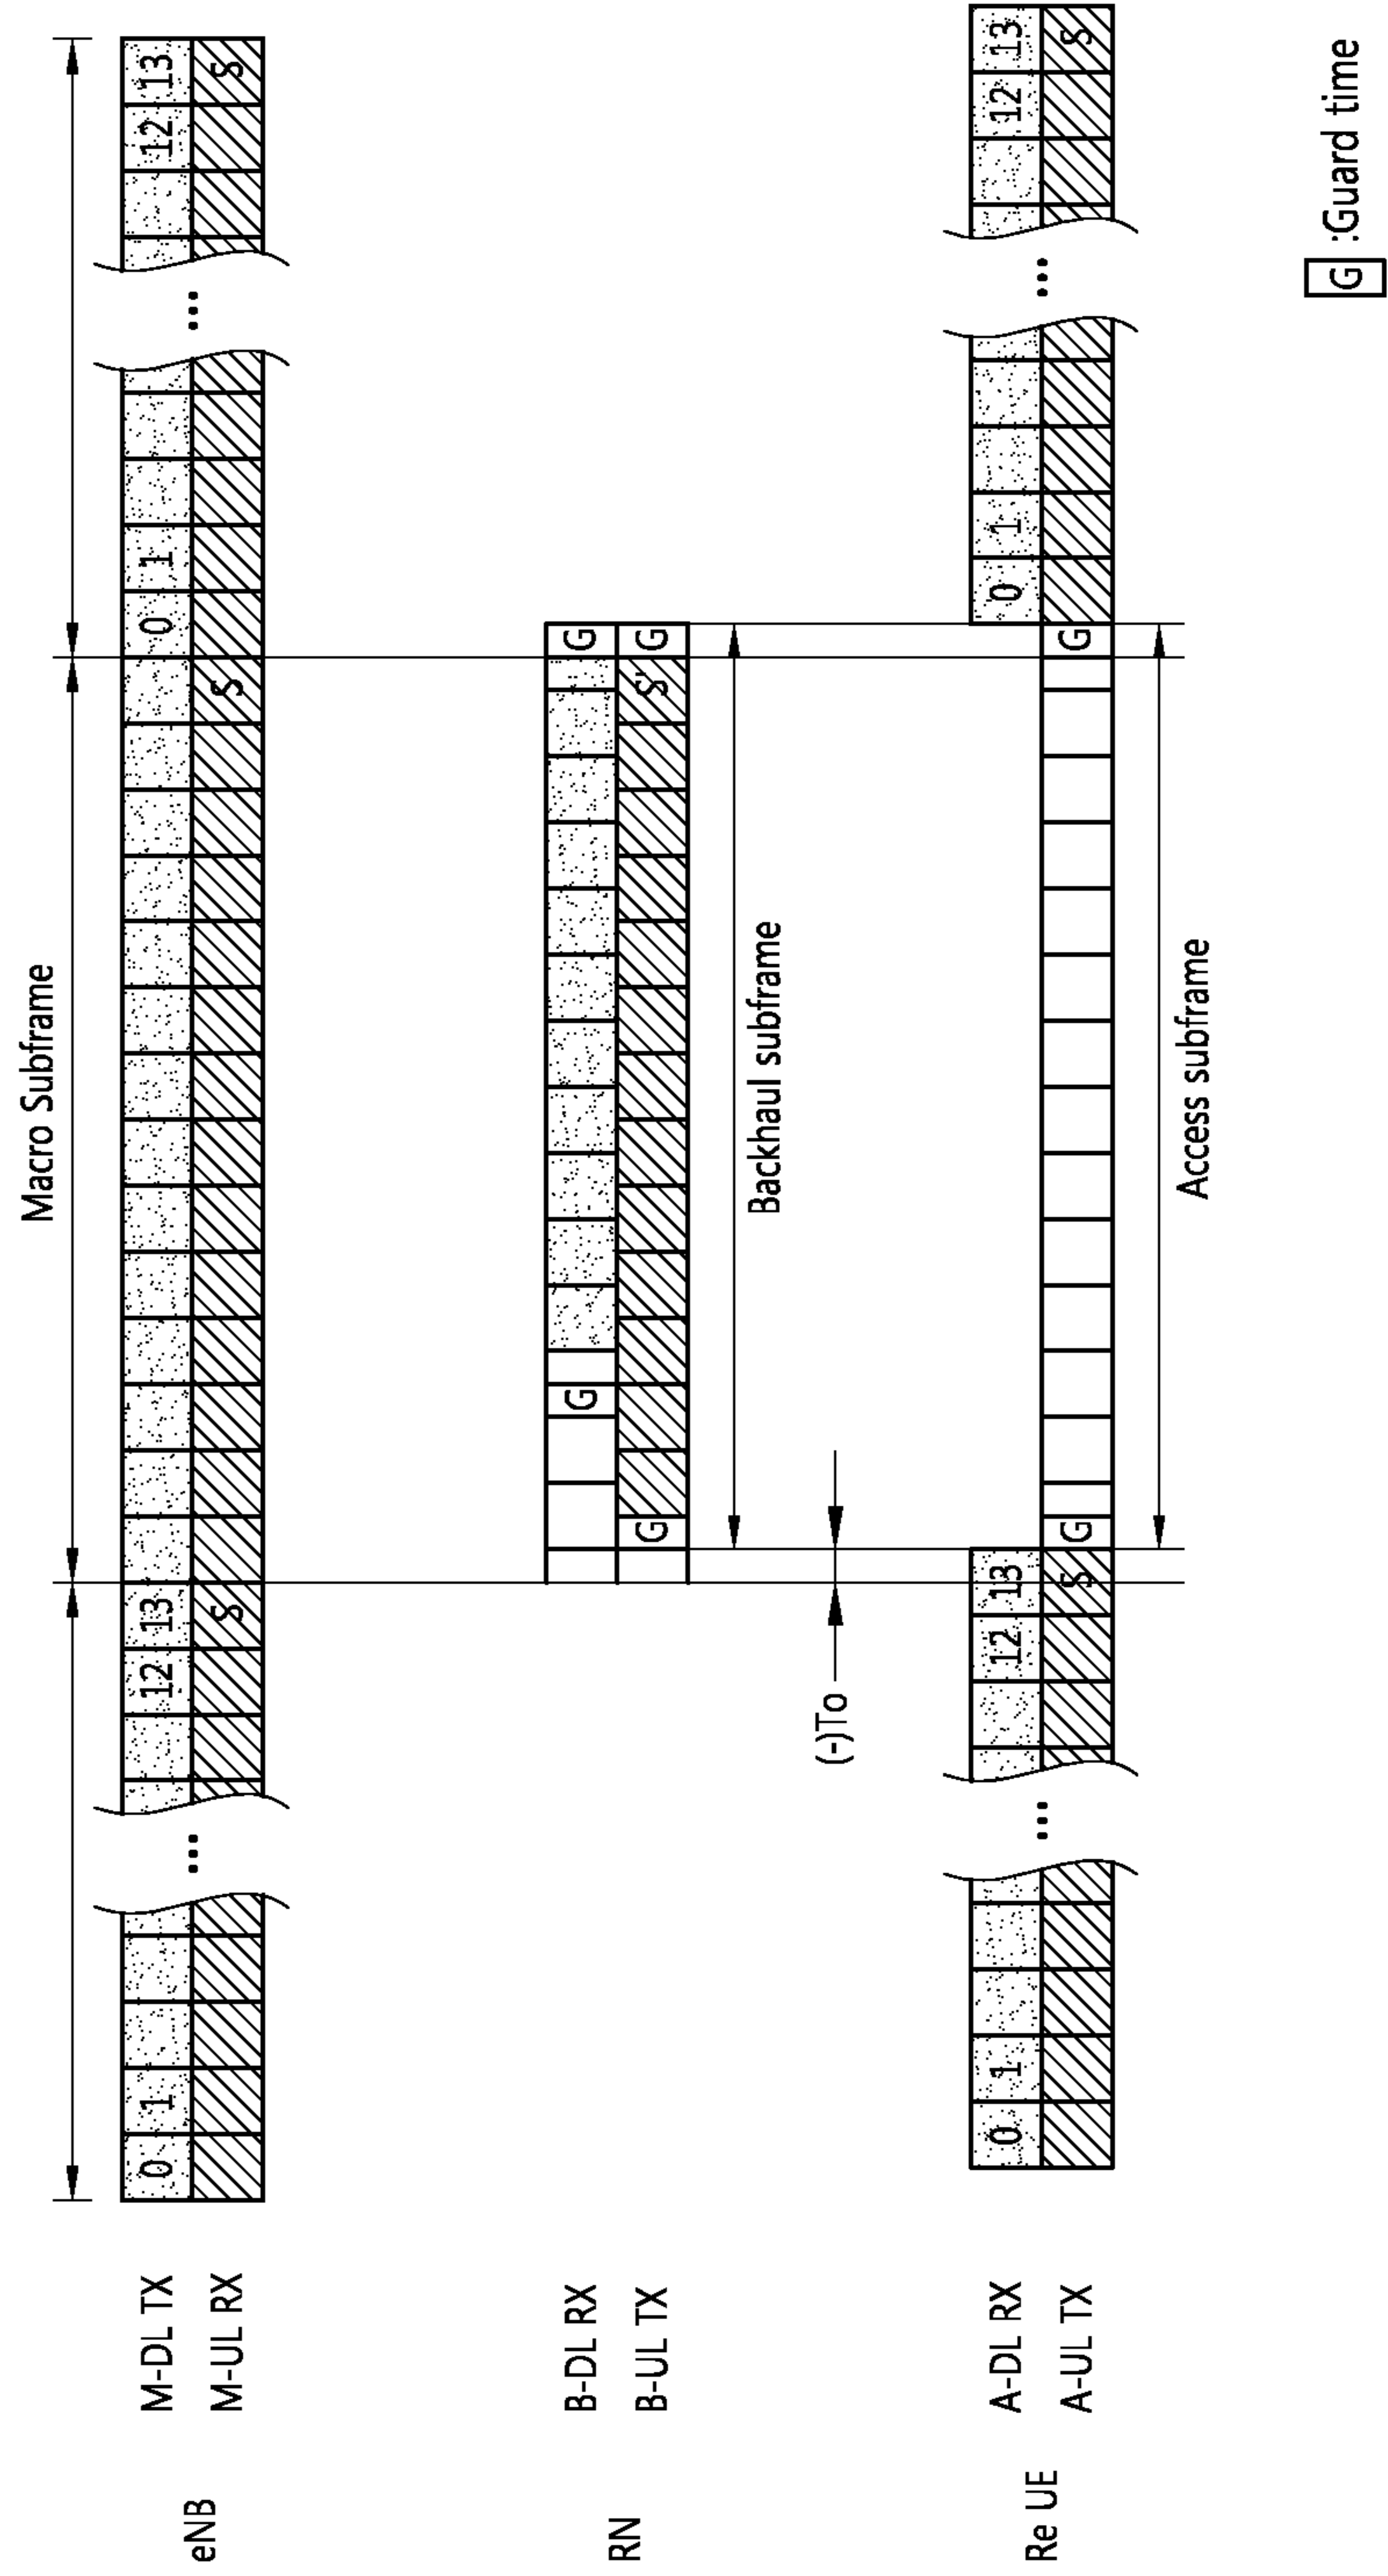 Macro Subframe
M-DL TX 0 1 12 13 0 1 12 13
eNB ... ...
M-UL RX S S S
B-DL RX G G
RN
B-UL TX G S' G
Backhaul subframe
(-)To
A-DL RX 0 1 12 13 0 1 12 13
Re UE ... ...
A-UL TX S G G S
Access subframe
G :Guard time